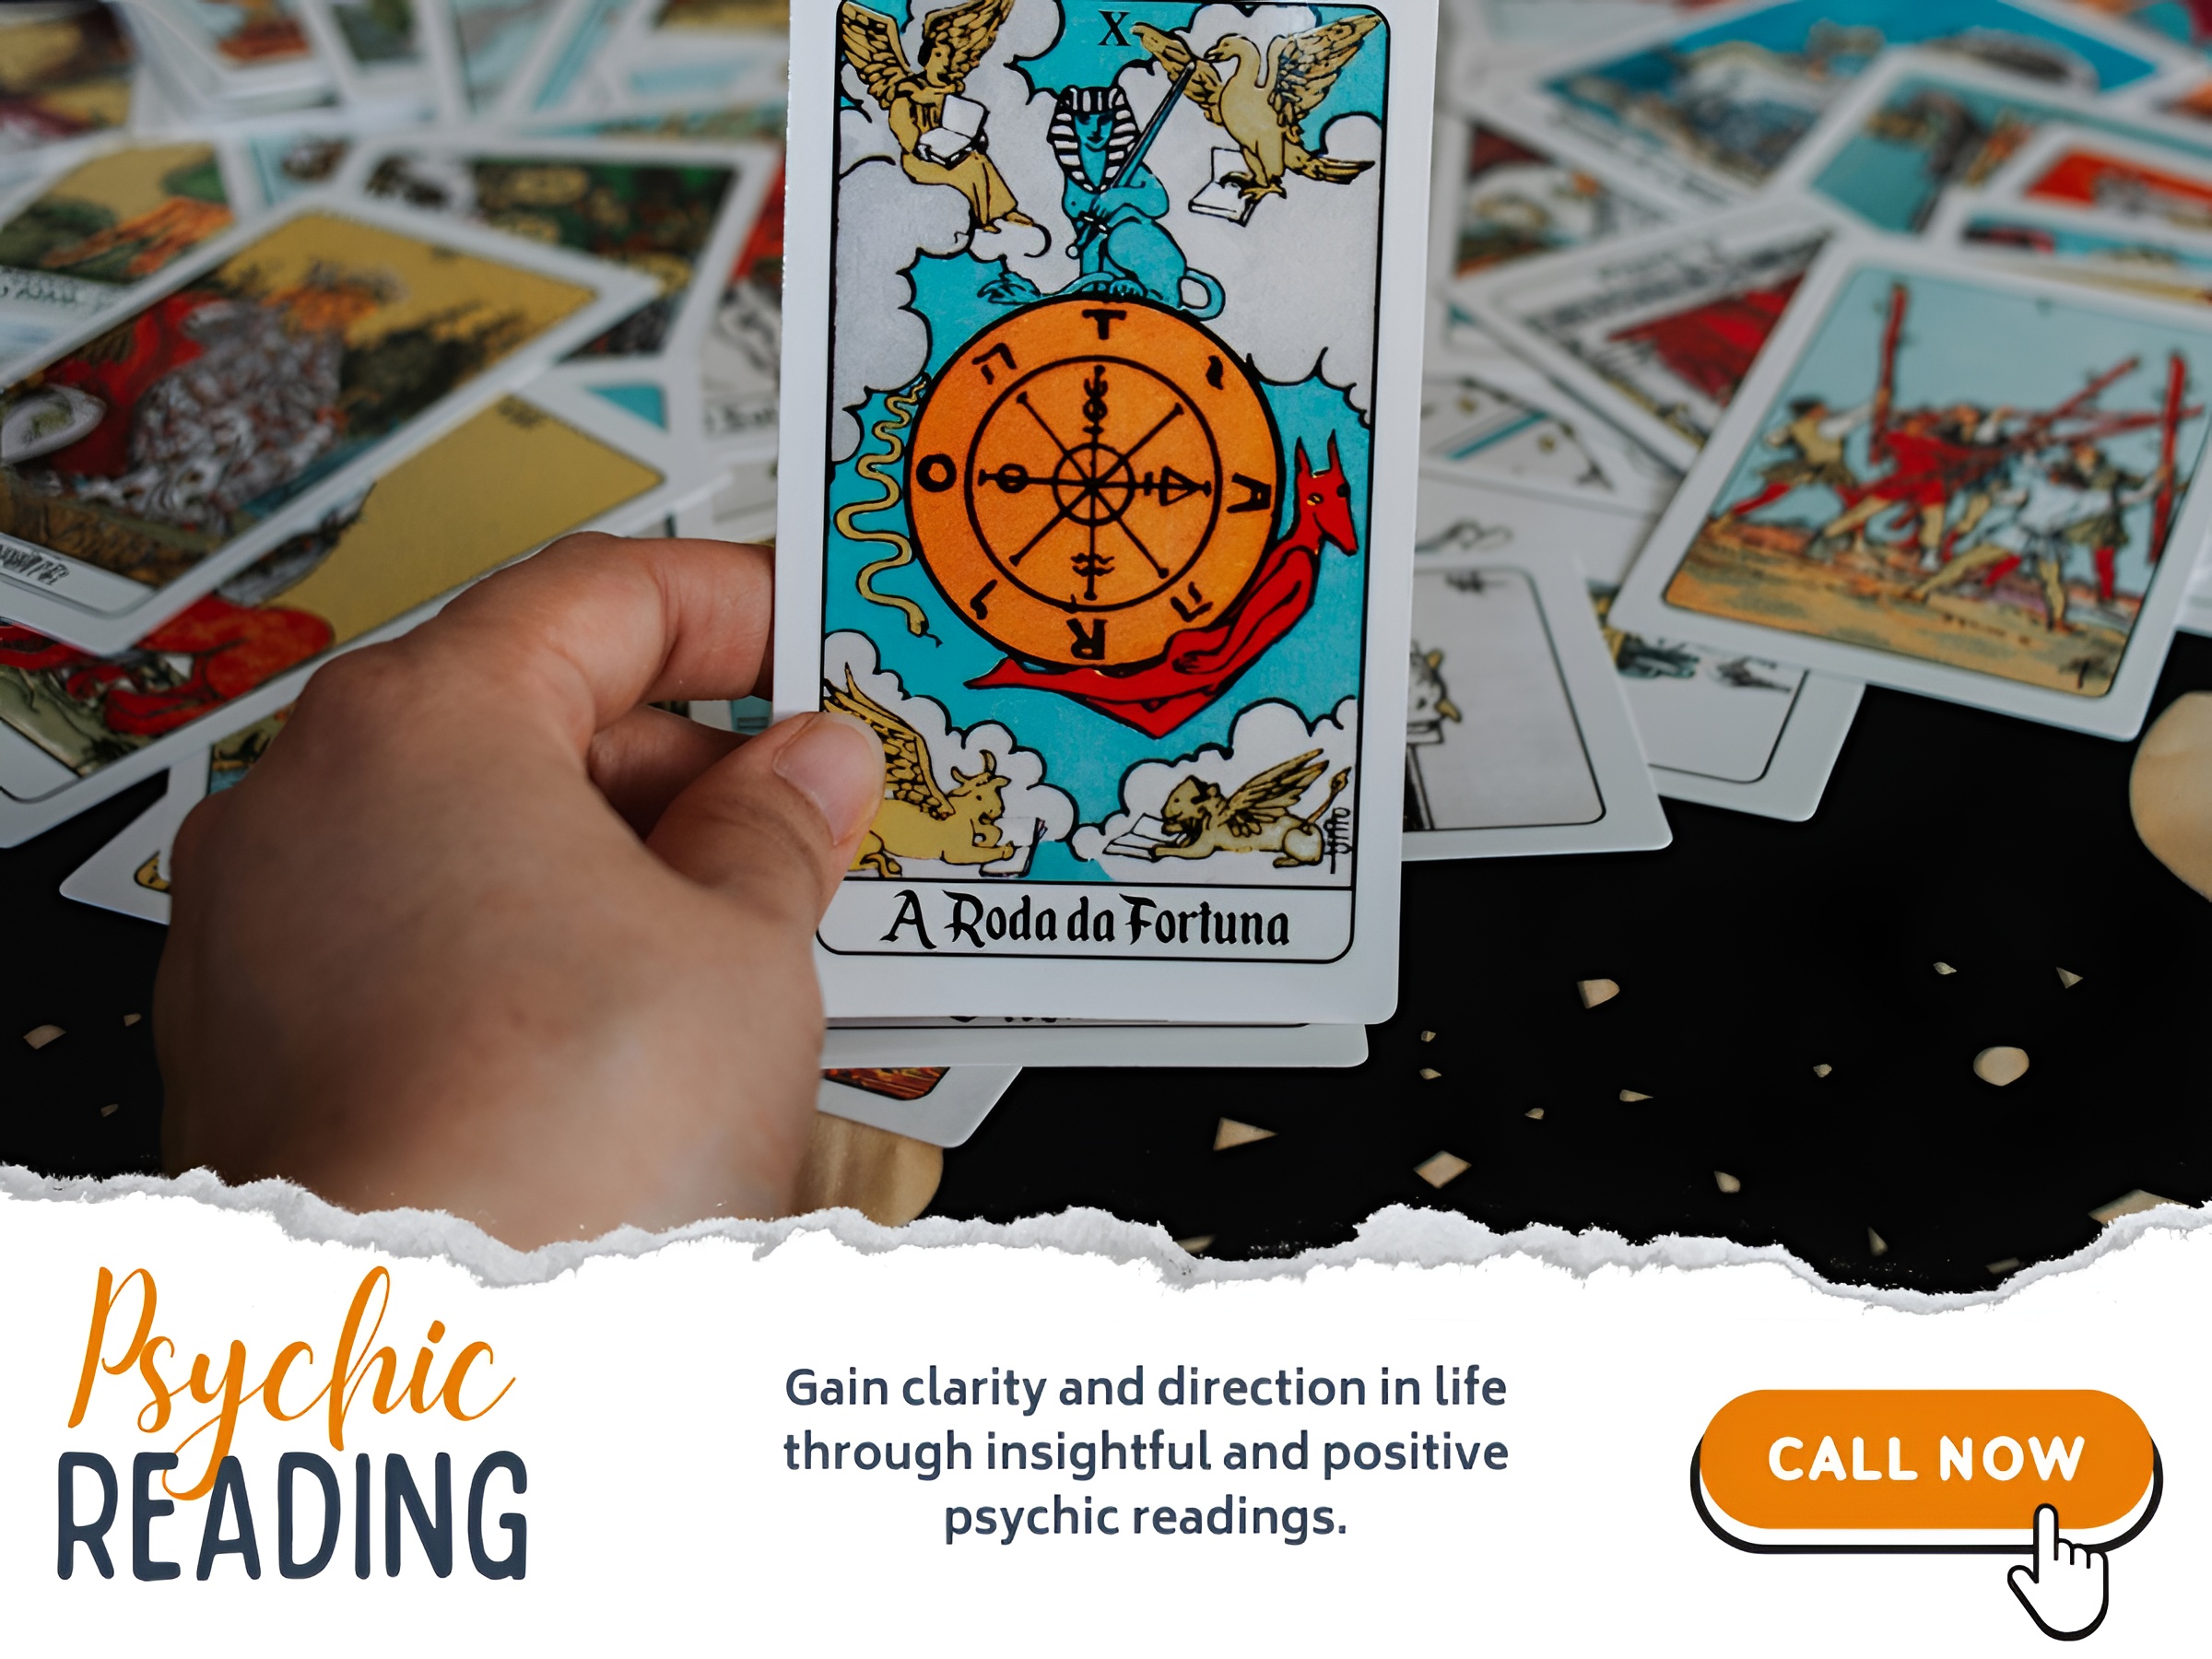 X
T
A
R
O
ה
י
ו
ה
A Roda da Fortuna
Psychic
READING
Gain clarity and direction in life
through insightful and positive
psychic readings.
CALL NOW